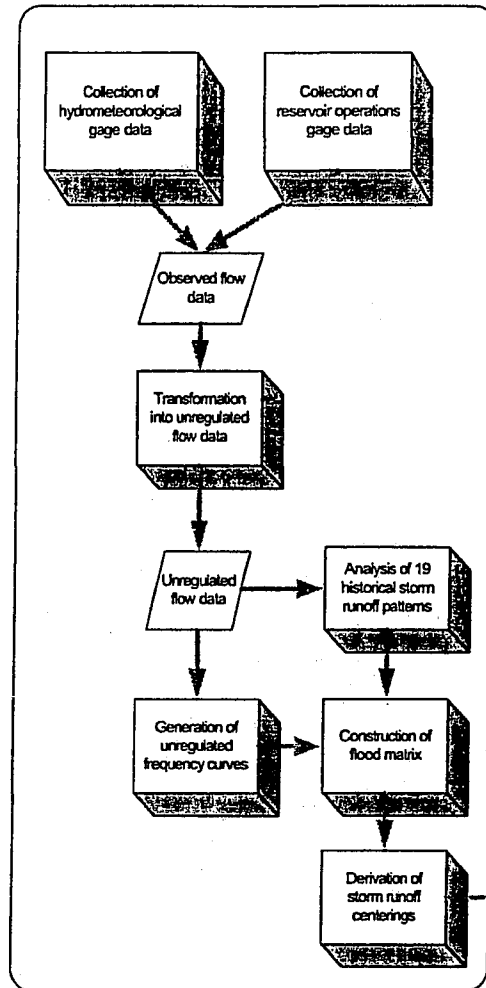 Collection of
hydrometeorological
gage data
Collection of
reservoir operations
gage data
Observed flow
data
Transformation
into unregulated
flow data
Unregulated
flow data
Analysis of 19
historical storm
runoff patterns
Generation of
unregulated
frequency curves
Construction of
flood matrix
Derivation of
storm runoff
centerings